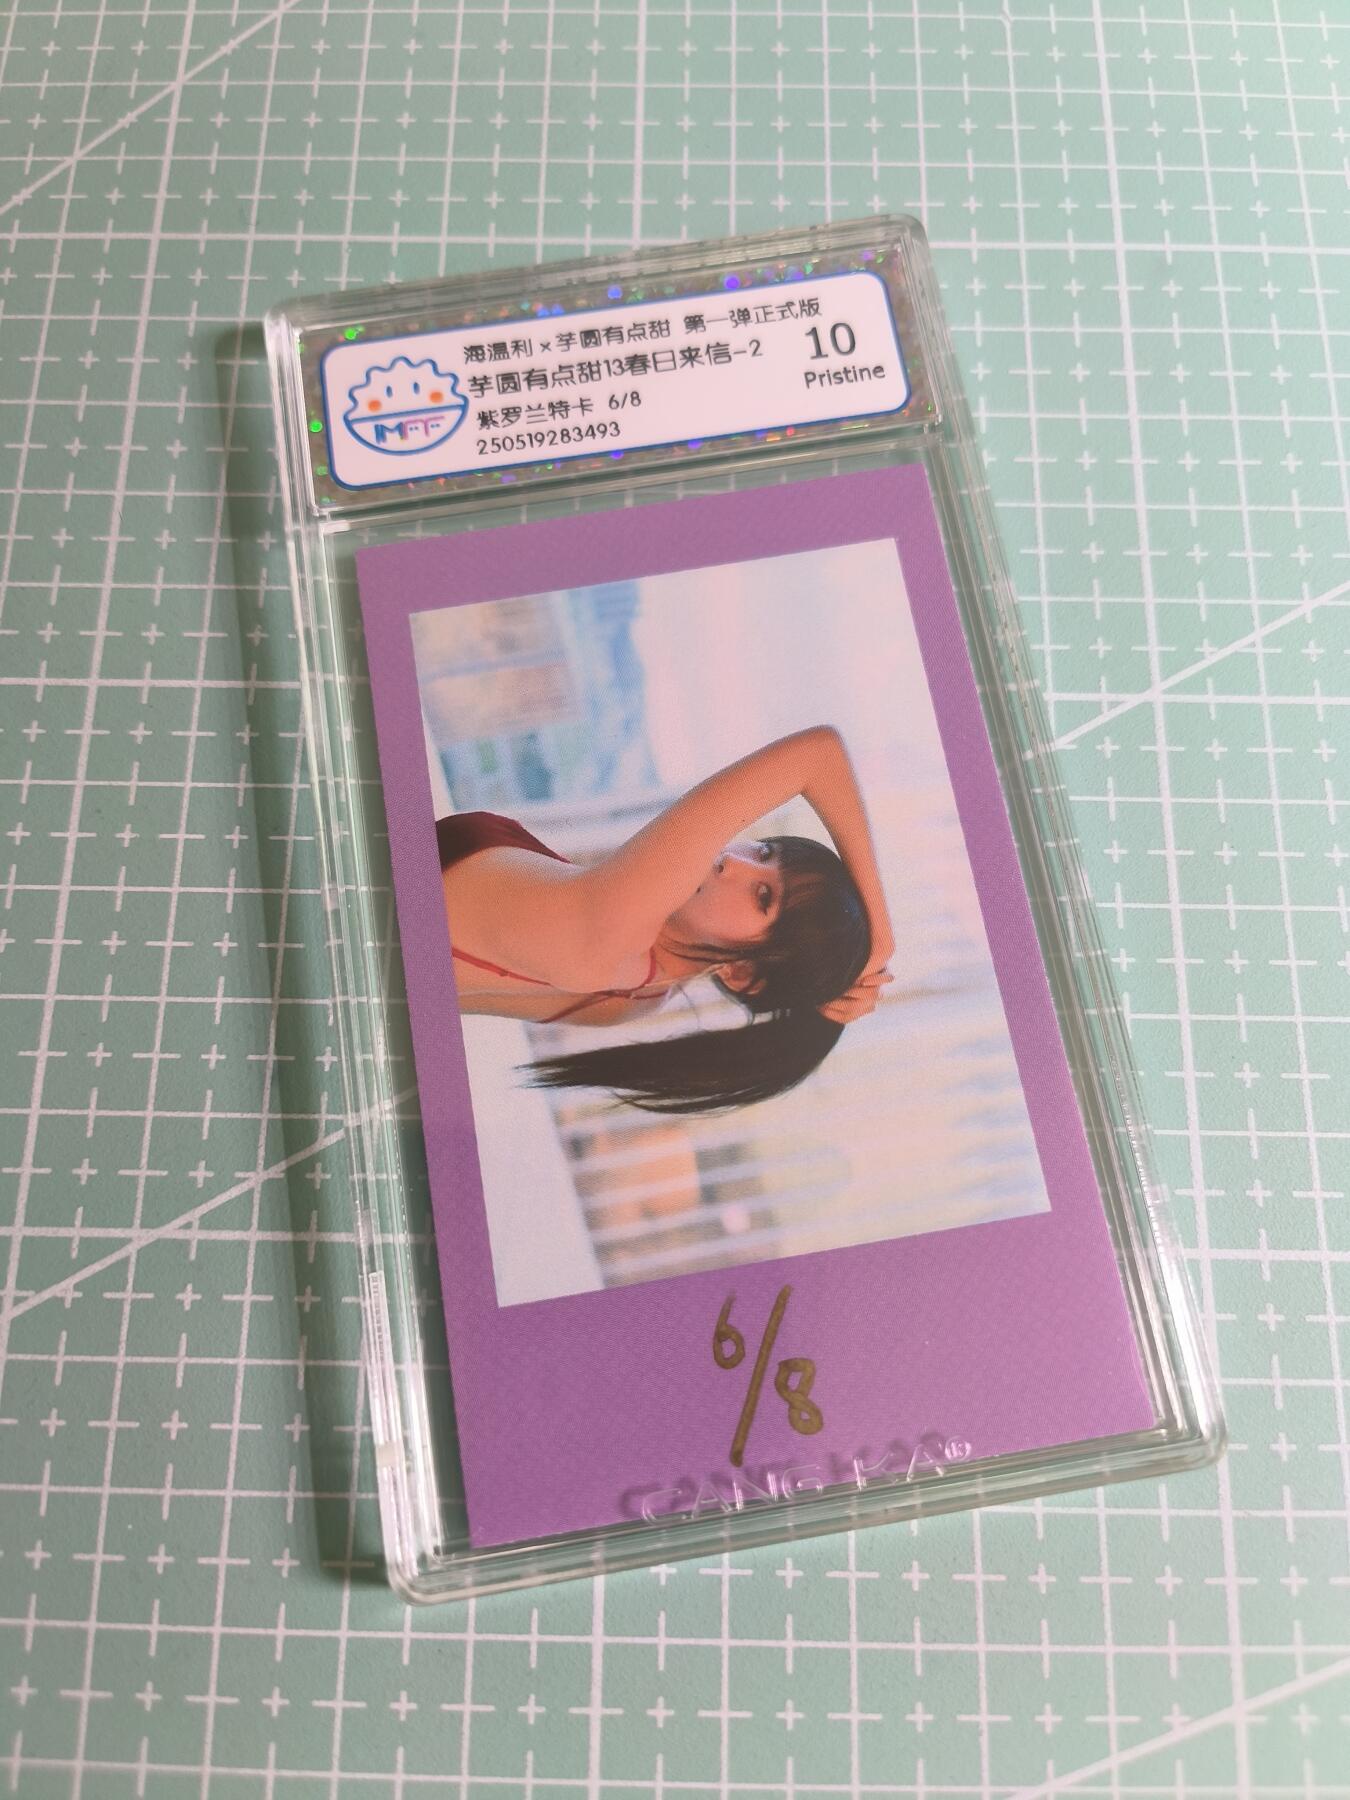 海温利×芋圆有点甜 第一弹正式版
芋圆有点甜13春日来信-2
紫罗兰特卡 6/8
250519283493
10
Pristine
IMFF
6/8
CANG KA®